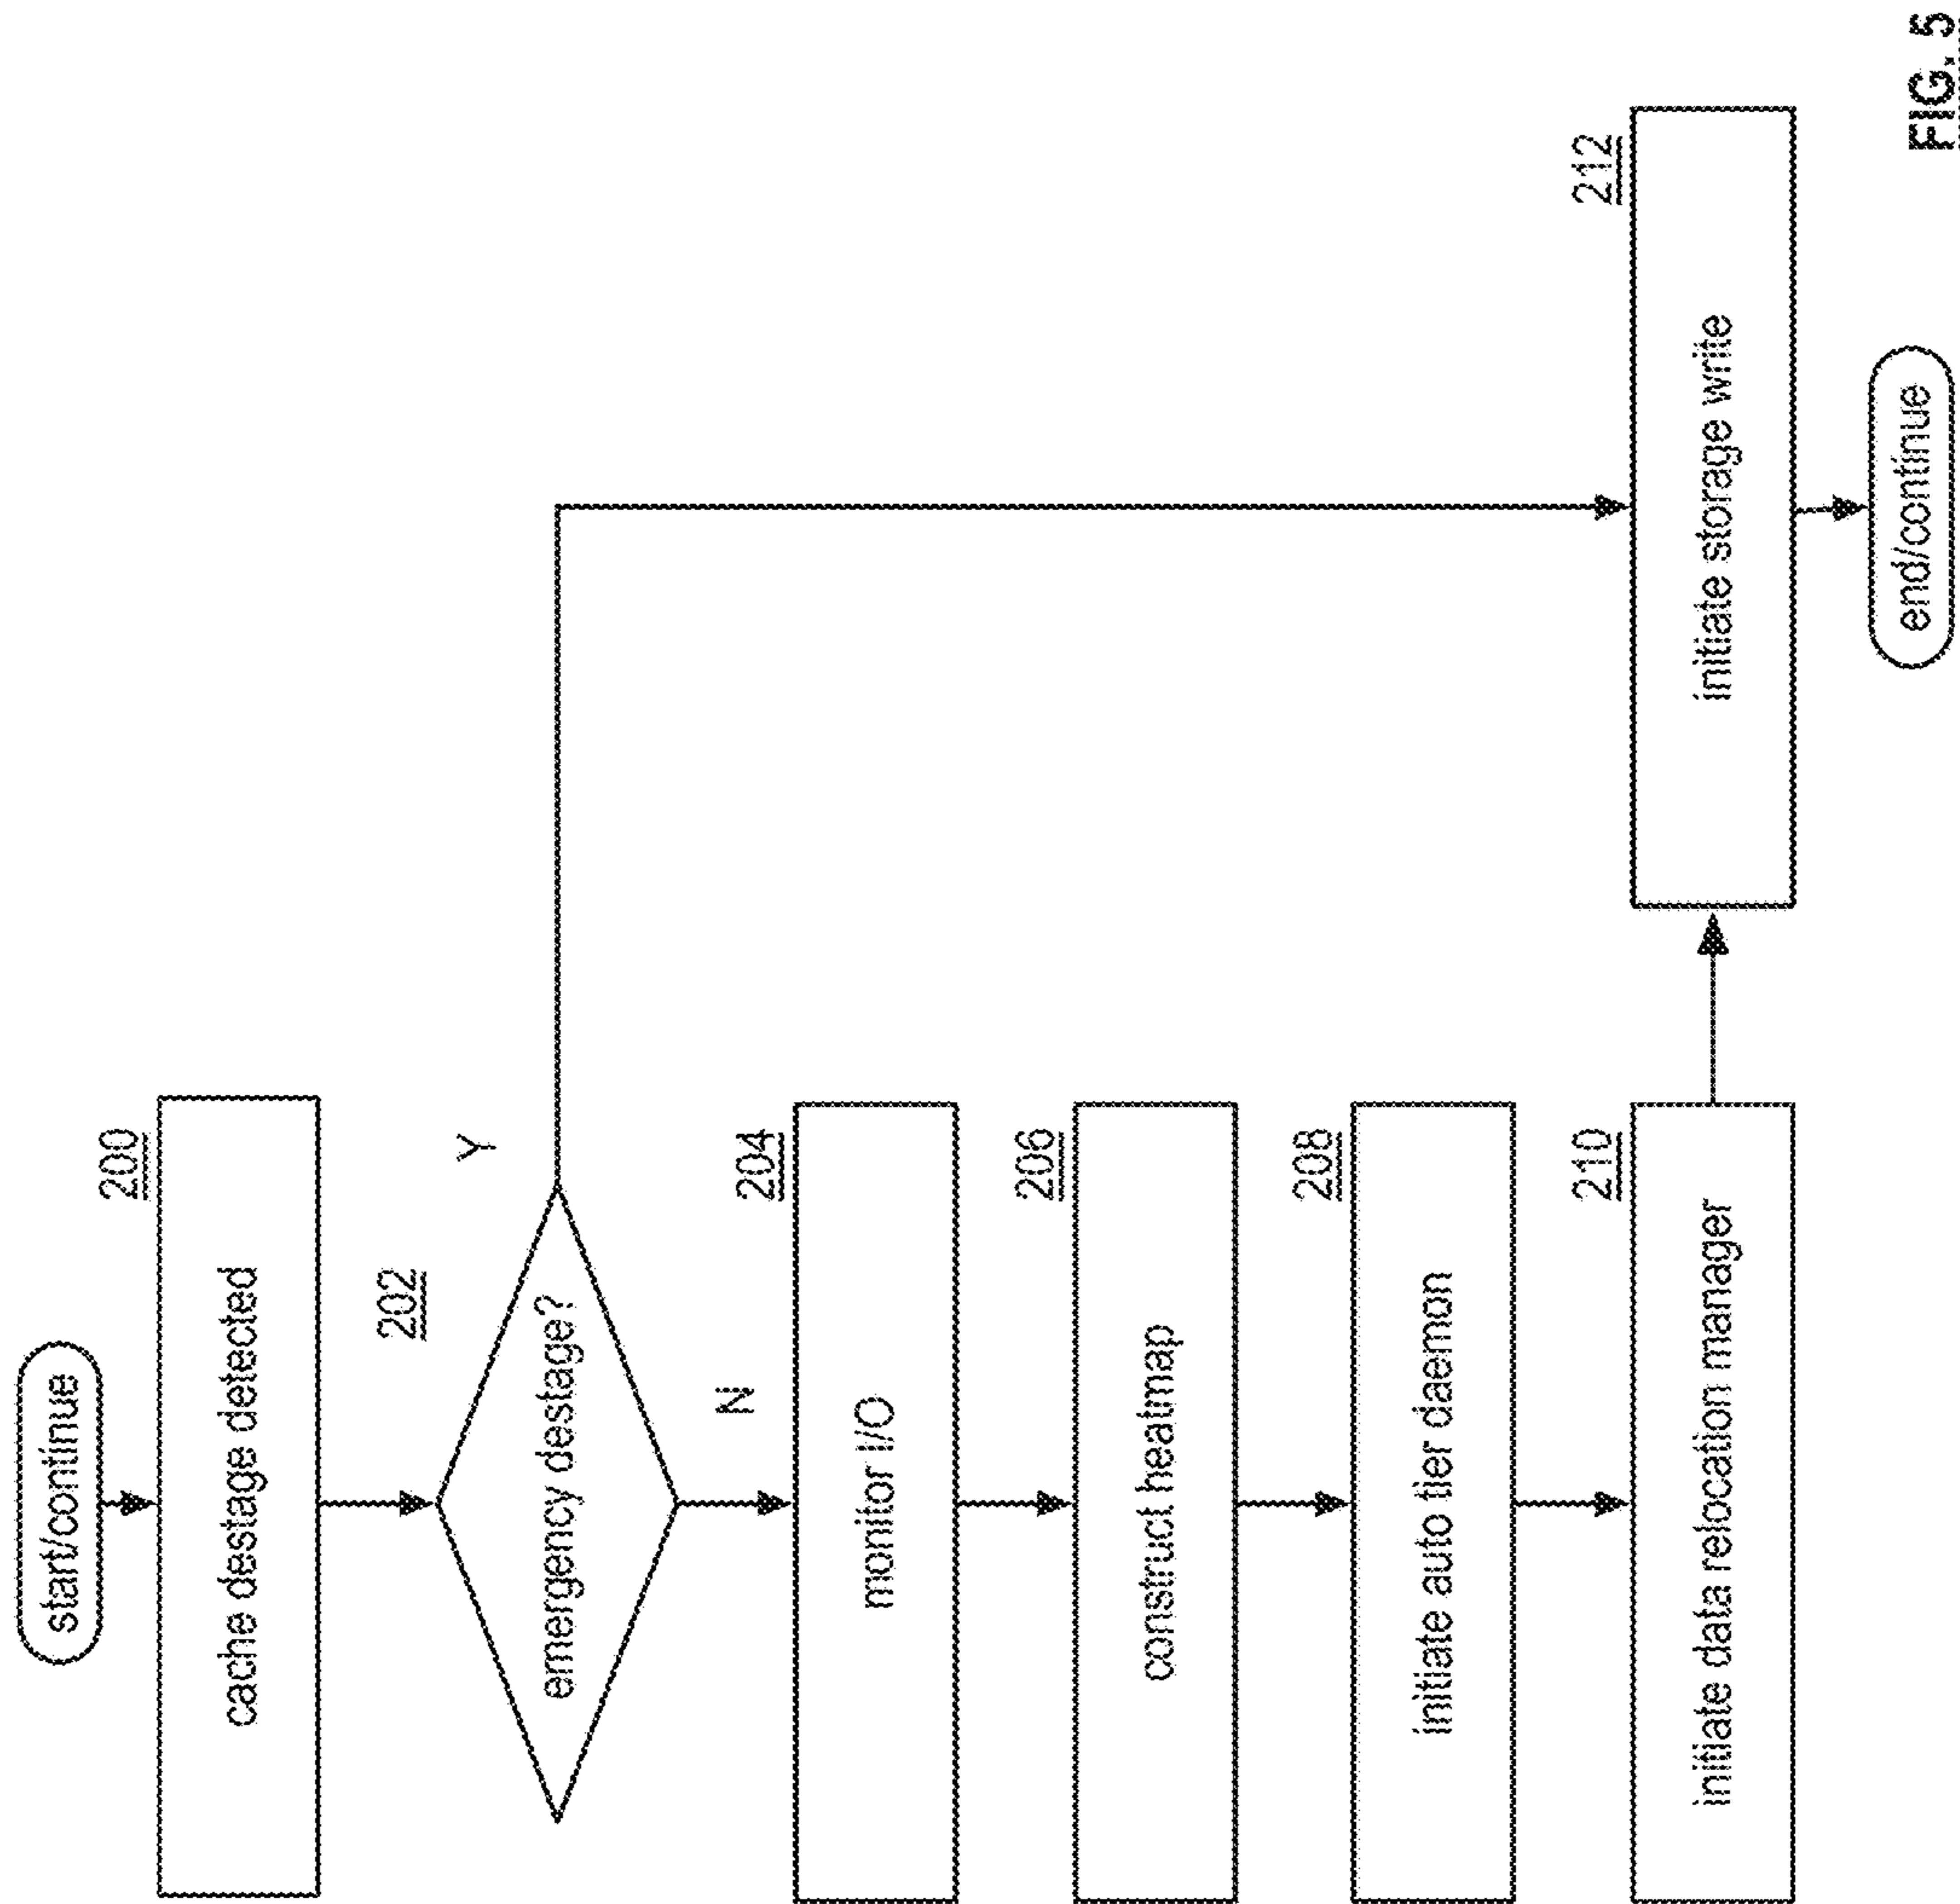 start/continue
200
cache destage detected
202
Y
emergency destage?
N
204
monitor I/O
206
construct heatmap
208
initiate auto tier daemon
210
initiate data relocation manager
212
initiate storage write
end/continue
FIG. 5